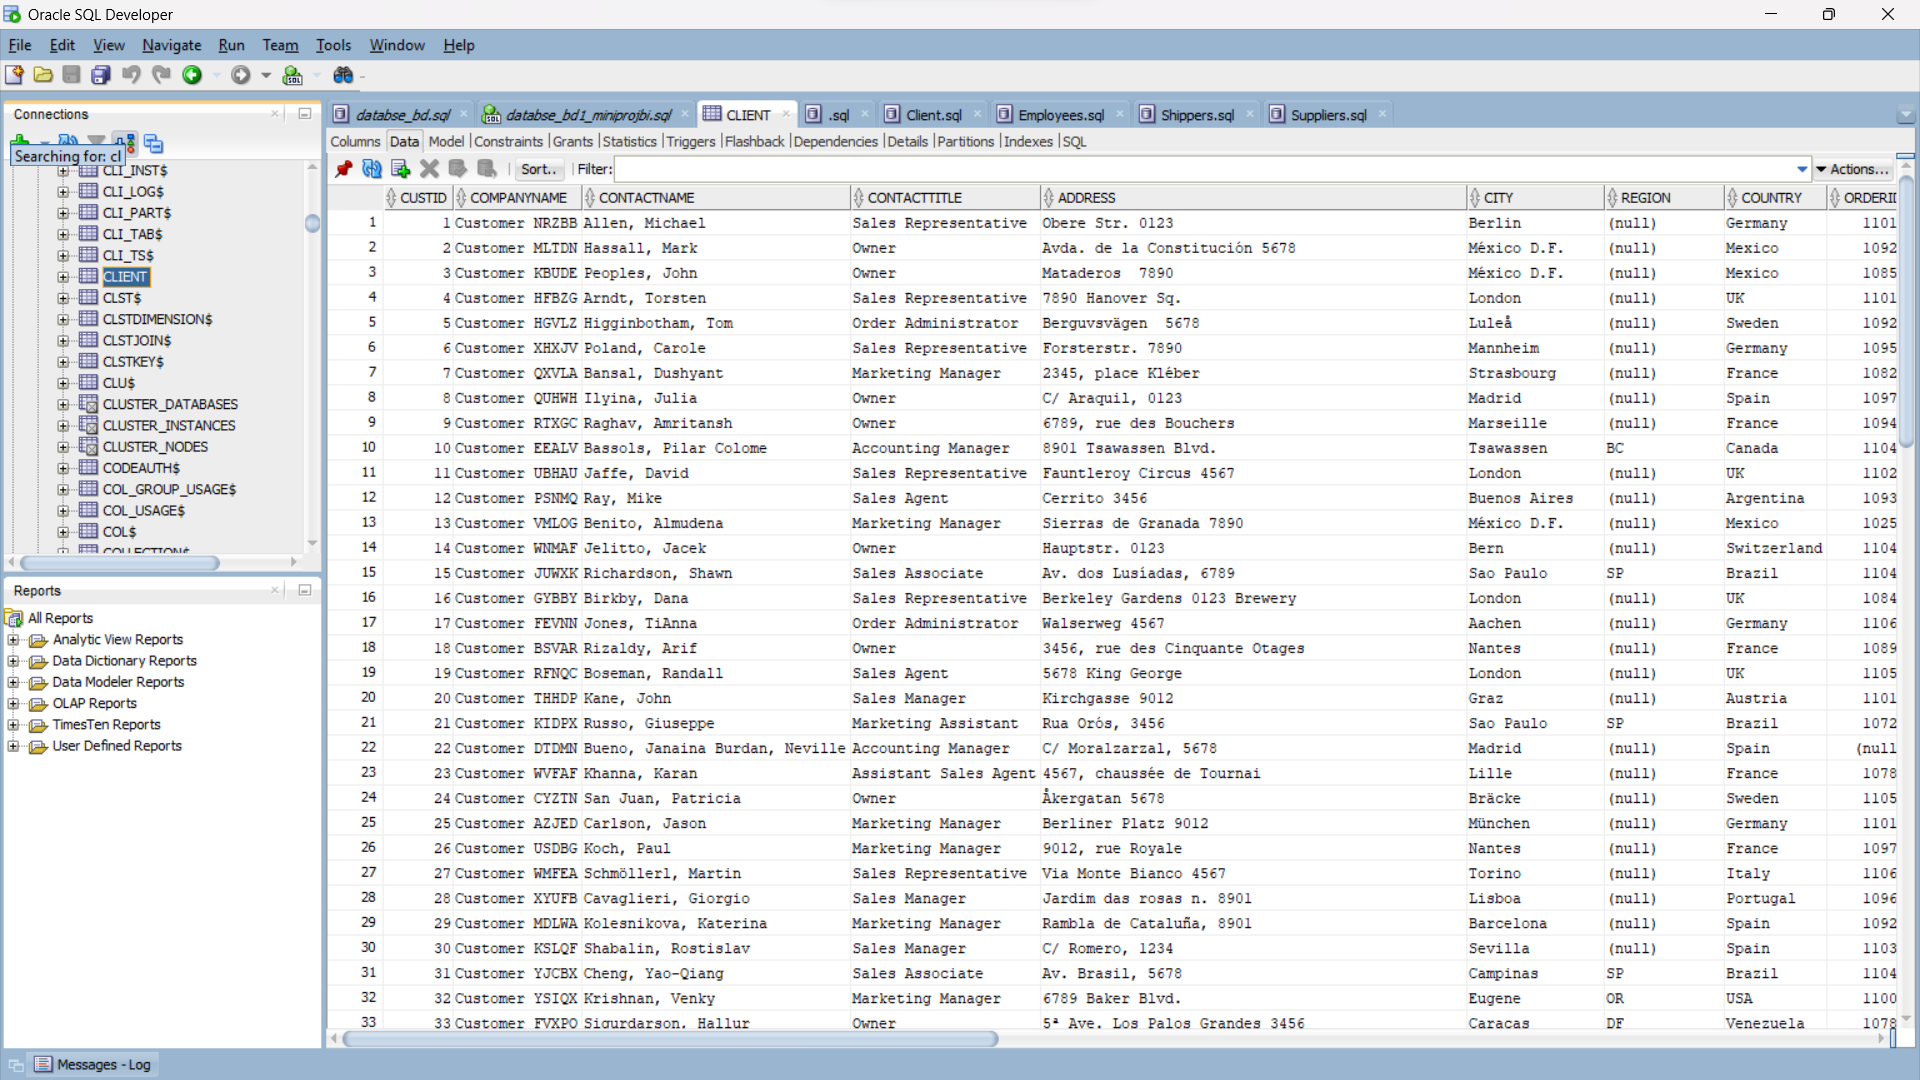 Oracle SQL Developer
File Edit View Navigate Run Team Tools Window Help
Connections
Searching for: cl
CLI_INST$
CLI_LOG$
CLI_PART$
CLI_TAB$
CLI_TS$
CLIENT
CLST$
CLSTDIMENSION$
CLSTJOIN$
CLSTKEY$
CLU$
CLUSTER_DATABASES
CLUSTER_INSTANCES
CLUSTER_NODES
CODEAUTH$
COL_GROUP_USAGE$
COL_USAGE$
COL$
COLLECTION$
Reports
All Reports
Analytic View Reports
Data Dictionary Reports
Data Modeler Reports
OLAP Reports
TimesTen Reports
User Defined Reports
databse_bd.sql databse_bd1_miniprojbi.sql CLIENT .sql Client.sql Employees.sql Shippers.sql Suppliers.sql
Columns Data Model Constraints Grants Statistics Triggers Flashback Dependencies Details Partitions Indexes SQL
Sort.. Filter: Actions...
CUSTID COMPANYNAME CONTACTNAME CONTACTTITLE ADDRESS CITY REGION COUNTRY ORDERI
1 1 Customer NRZBB Allen, Michael Sales Representative Obere Str. 0123 Berlin (null) Germany 1101
2 2 Customer MLTDN Hassall, Mark Owner Avda. de la Constitución 5678 México D.F. (null) Mexico 1092
3 3 Customer KBUDE Peoples, John Owner Mataderos  7890 México D.F. (null) Mexico 1085
4 4 Customer HFBZG Arndt, Torsten Sales Representative 7890 Hanover Sq. London (null) UK 1101
5 5 Customer HGVLZ Higginbotham, Tom Order Administrator Berguvsvägen  5678 Luleå (null) Sweden 1092
6 6 Customer XHXJV Poland, Carole Sales Representative Forsterstr. 7890 Mannheim (null) Germany 1095
7 7 Customer QXVLA Bansal, Dushyant Marketing Manager 2345, place Kléber Strasbourg (null) France 1082
8 8 Customer QUHWH Ilyina, Julia Owner C/ Araquil, 0123 Madrid (null) Spain 1097
9 9 Customer RTXGC Raghav, Amritansh Owner 6789, rue des Bouchers Marseille (null) France 1094
10 10 Customer EEALV Bassols, Pilar Colome Accounting Manager 8901 Tsawassen Blvd. Tsawassen BC Canada 1104
11 11 Customer UBHAU Jaffe, David Sales Representative Fauntleroy Circus 4567 London (null) UK 1102
12 12 Customer PSNMQ Ray, Mike Sales Agent Cerrito 3456 Buenos Aires (null) Argentina 1093
13 13 Customer VMLOG Benito, Almudena Marketing Manager Sierras de Granada 7890 México D.F. (null) Mexico 1025
14 14 Customer WNMAF Jelitto, Jacek Owner Hauptstr. 0123 Bern (null) Switzerland 1104
15 15 Customer JUWXK Richardson, Shawn Sales Associate Av. dos Lusíadas, 6789 Sao Paulo SP Brazil 1104
16 16 Customer GYBBY Birkby, Dana Sales Representative Berkeley Gardens 0123 Brewery London (null) UK 1084
17 17 Customer FEVNN Jones, TiAnna Order Administrator Walserweg 4567 Aachen (null) Germany 1106
18 18 Customer BSVAR Rizaldy, Arif Owner 3456, rue des Cinquante Otages Nantes (null) France 1089
19 19 Customer RFNQC Boseman, Randall Sales Agent 5678 King George London (null) UK 1105
20 20 Customer THHDP Kane, John Sales Manager Kirchgasse 9012 Graz (null) Austria 1101
21 21 Customer KIDPX Russo, Giuseppe Marketing Assistant Rua Orós, 3456 Sao Paulo SP Brazil 1072
22 22 Customer DTDMN Bueno, Janaina Burdan, Neville Accounting Manager C/ Moralzarzal, 5678 Madrid (null) Spain (null
23 23 Customer WVFAF Khanna, Karan Assistant Sales Agent 4567, chaussée de Tournai Lille (null) France 1078
24 24 Customer CYZTN San Juan, Patricia Owner Åkergatan 5678 Bräcke (null) Sweden 1105
25 25 Customer AZJED Carlson, Jason Marketing Manager Berliner Platz 9012 München (null) Germany 1101
26 26 Customer USDBG Koch, Paul Marketing Manager 9012, rue Royale Nantes (null) France 1097
27 27 Customer WMFEA Schmöllerl, Martin Sales Representative Via Monte Bianco 4567 Torino (null) Italy 1106
28 28 Customer XYUFB Cavaglieri, Giorgio Sales Manager Jardim das rosas n. 8901 Lisboa (null) Portugal 1096
29 29 Customer MDLWA Kolesnikova, Katerina Marketing Manager Rambla de Cataluña, 8901 Barcelona (null) Spain 1092
30 30 Customer KSLQF Shabalin, Rostislav Sales Manager C/ Romero, 1234 Sevilla (null) Spain 1103
31 31 Customer YJCBX Cheng, Yao-Qiang Sales Associate Av. Brasil, 5678 Campinas SP Brazil 1104
32 32 Customer YSIQX Krishnan, Venky Marketing Manager 6789 Baker Blvd. Eugene OR USA 1100
33 33 Customer FVXPQ Sigurdarson, Hallur Owner 5ª Ave. Los Palos Grandes 3456 Caracas DF Venezuela 1078
Messages - Log